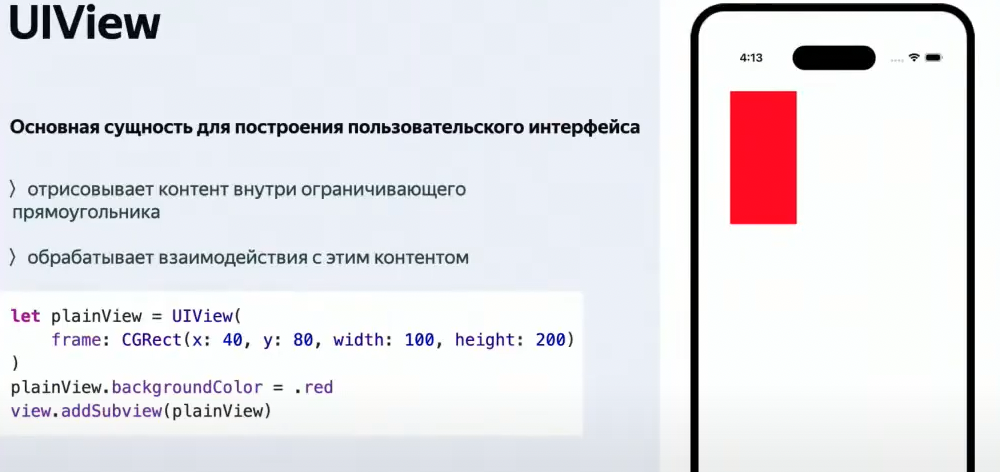 UIView
Основная сущность для построения пользовательского интерфейса
〉отрисовывает контент внутри ограничивающего
прямоугольника
〉обрабатывает взаимодействия с этим контентом
let plainView = UIView(
    frame: CGRect(x: 40, y: 80, width: 100, height: 200)
)
plainView.backgroundColor = .red
view.addSubview(plainView)
4:13